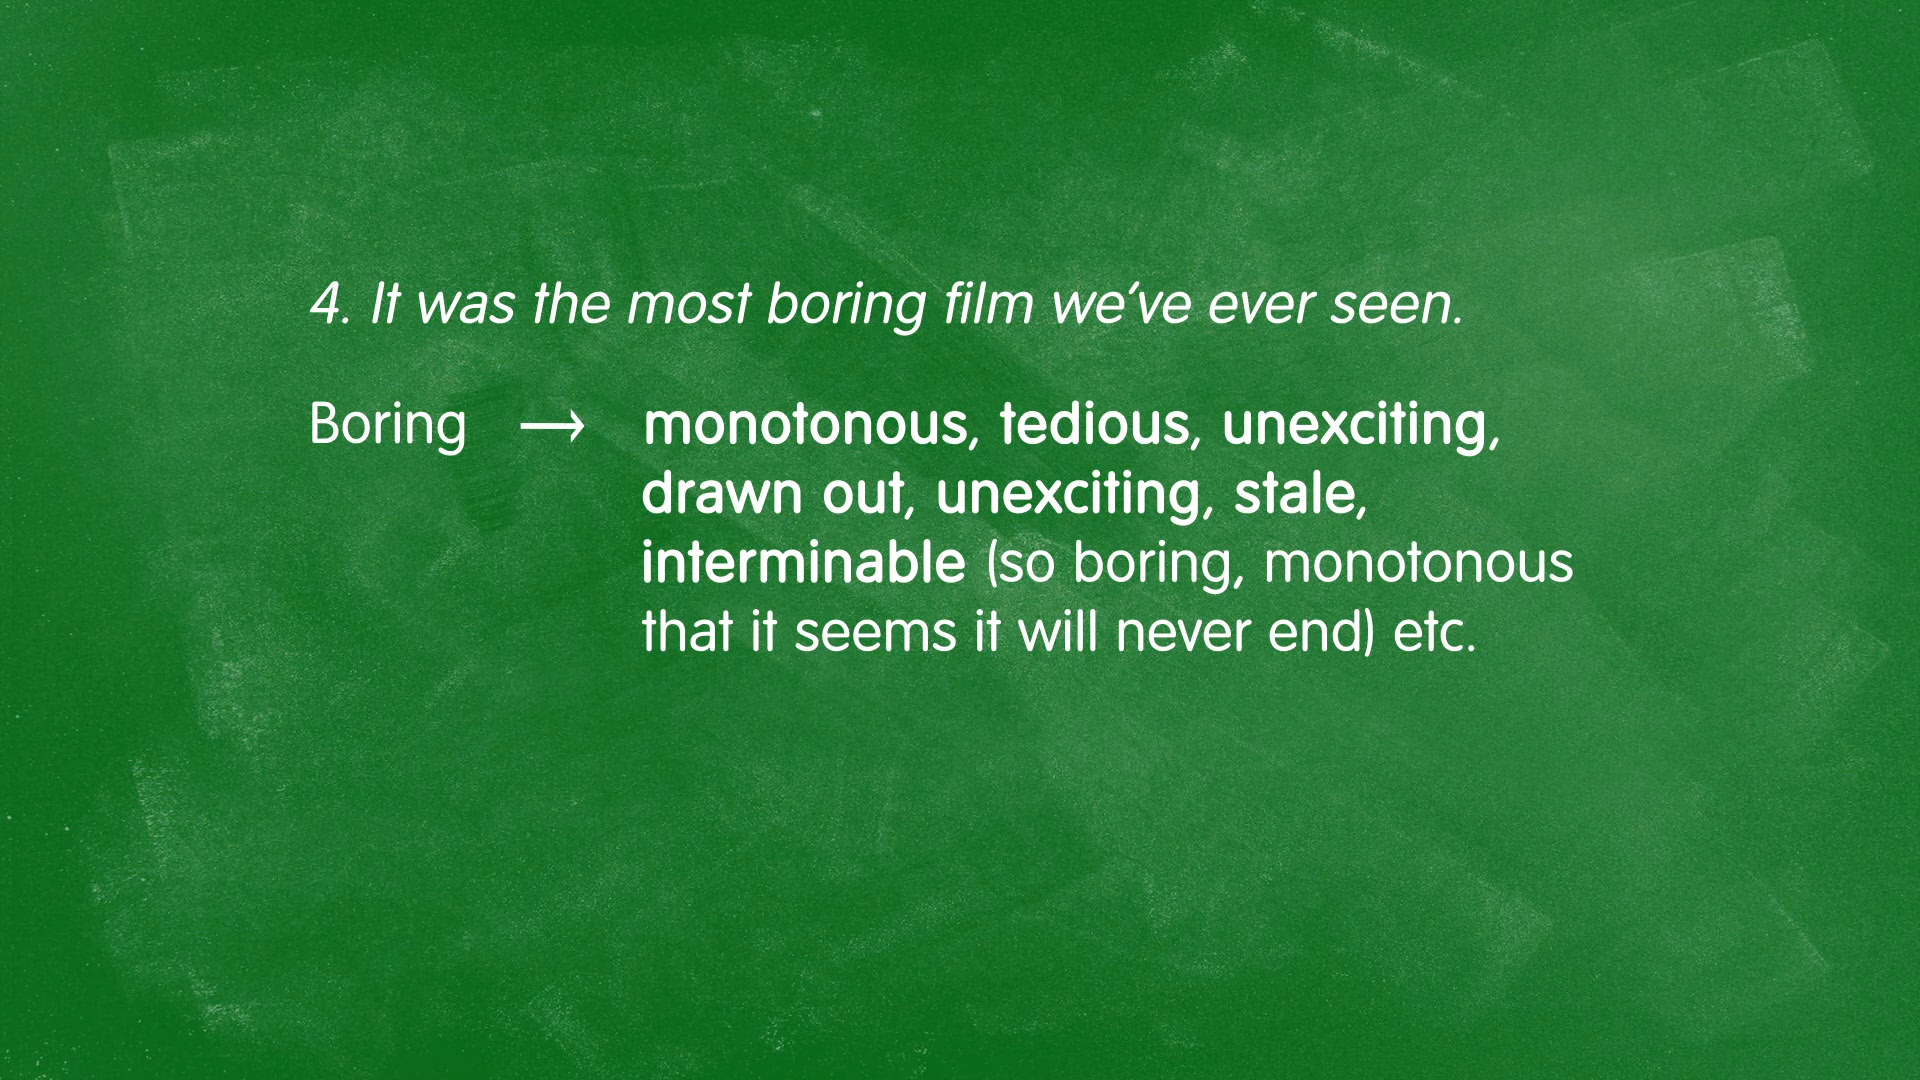 4. It was the most boring film we've ever seen.
Boring → monotonous, tedious, unexciting,
drawn out, unexciting, stale,
interminable (so boring, monotonous
that it seems it will never end) etc.